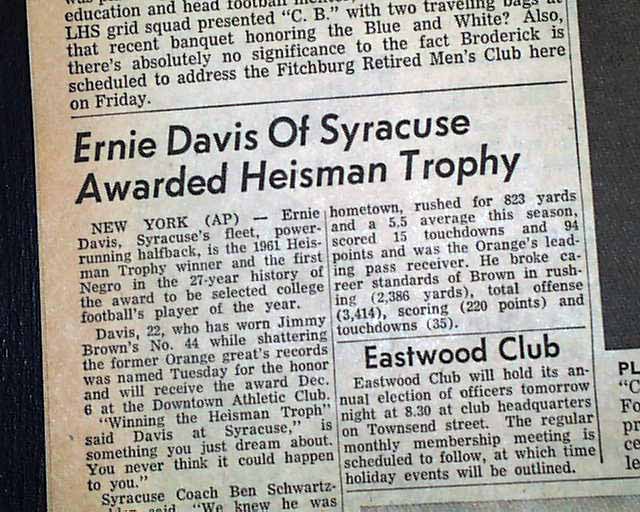 education and head football
LHS grid squad presented "C. B." with two traveling bags at
that recent banquet honoring the Blue and White? Also,
there's absolutely no significance to the fact Broderick is
scheduled to address the Fitchburg Retired Men's Club here
on Friday.
Ernie Davis Of Syracuse
Awarded Heisman Trophy
NEW YORK (AP) — Ernie
Davis, Syracuse's fleet, power-
running halfback, is the 1961 Heis-
man Trophy winner and the first
Negro in the 27-year history of
the award to be selected college
football's player of the year.
Davis, 22, who has worn Jimmy
Brown's No. 44 while shattering
the former Orange great's records
was named Tuesday for the honor
and will receive the award Dec.
6 at the Downtown Athletic Club.
"Winning the Heisman Troph"
said Davis at Syracuse," is
something you just dream about.
You never think it could happen
to you."
Syracuse Coach Ben Schwartz-
said "We knew he was
hometown, rushed for 823 yards
and a 5.5 average this season,
scored 15 touchdowns and 94
points and was the Orange's lead-
ing pass receiver. He broke ca-
reer standards of Brown in rush-
ing (2,386 yards), total offense
(3,414), scoring (220 points) and
touchdowns (35).
Eastwood Club
Eastwood Club will hold its an-
nual election of officers tomorrow
night at 8.30 at club headquarters
on Townsend street. The regular
monthly membership meeting is
scheduled to follow, at which time
holiday events will be outlined.
PL
"C
Fo
pr
ce
le